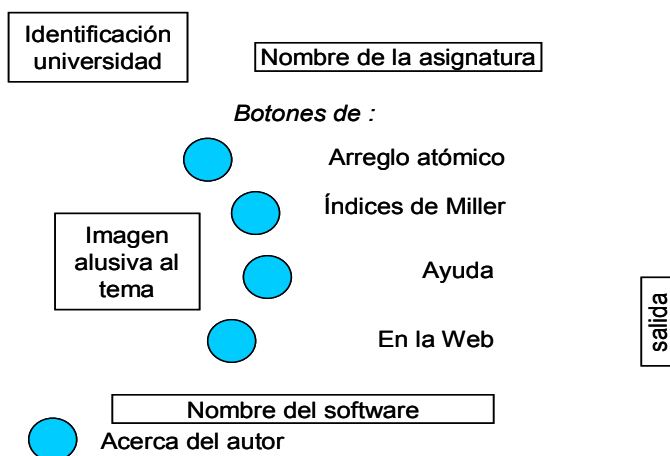 Identificación
universidad
Nombre de la asignatura
Botones de :
Arreglo atómico
Índices de Miller
Imagen
alusiva al
tema
Ayuda
En la Web
salida
Nombre del software
Acerca del autor